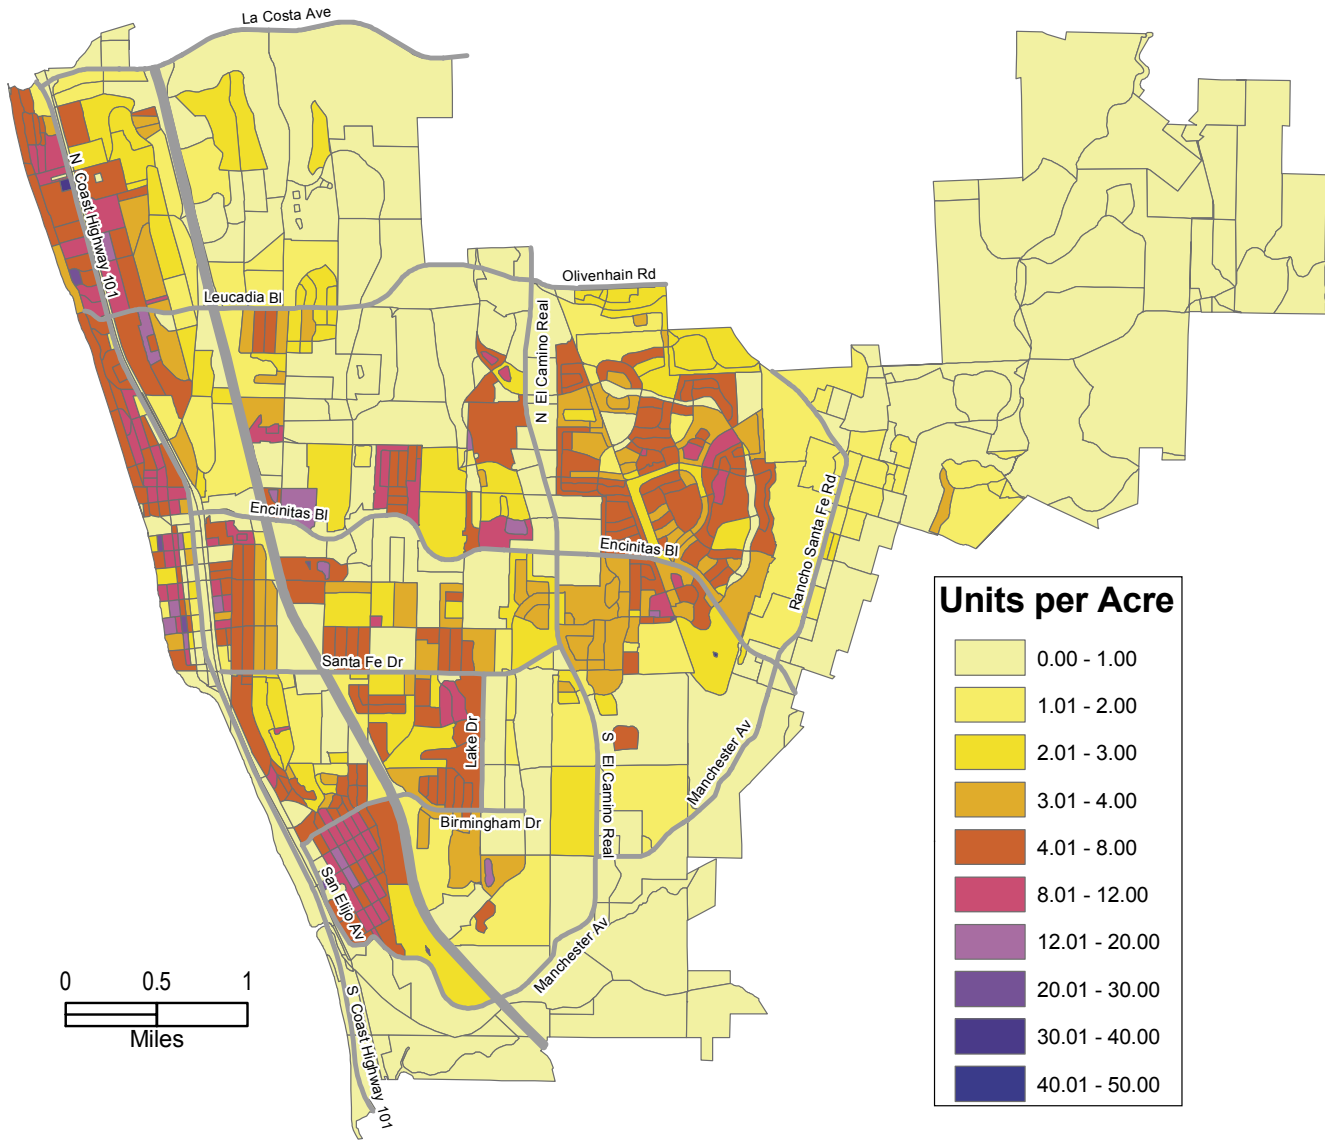 La Costa Ave
N Coast Highway 101
Olivenhain Rd
Leucadia Bl
N El Camino Real
Rancho Santa Fe Rd
Encinitas Bl
Encinitas Bl
Santa Fe Dr
Lake Dr
S El Camino Real
Manchester Av
Birmingham Dr
San Elijo Av
Manchester Av
S Coast Highway 101
0 0.5 1
Miles
Units per Acre
0.00 - 1.00
1.01 - 2.00
2.01 - 3.00
3.01 - 4.00
4.01 - 8.00
8.01 - 12.00
12.01 - 20.00
20.01 - 30.00
30.01 - 40.00
40.01 - 50.00